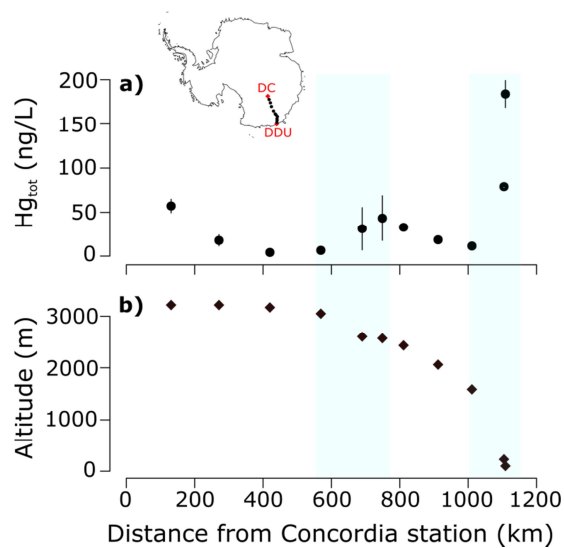 a)
DC
DDU
Hg_tot (ng/L)
200
150
100
50
0
b)
Altitude (m)
3000
2000
1000
0
0 200 400 600 800 1000 1200
Distance from Concordia station (km)